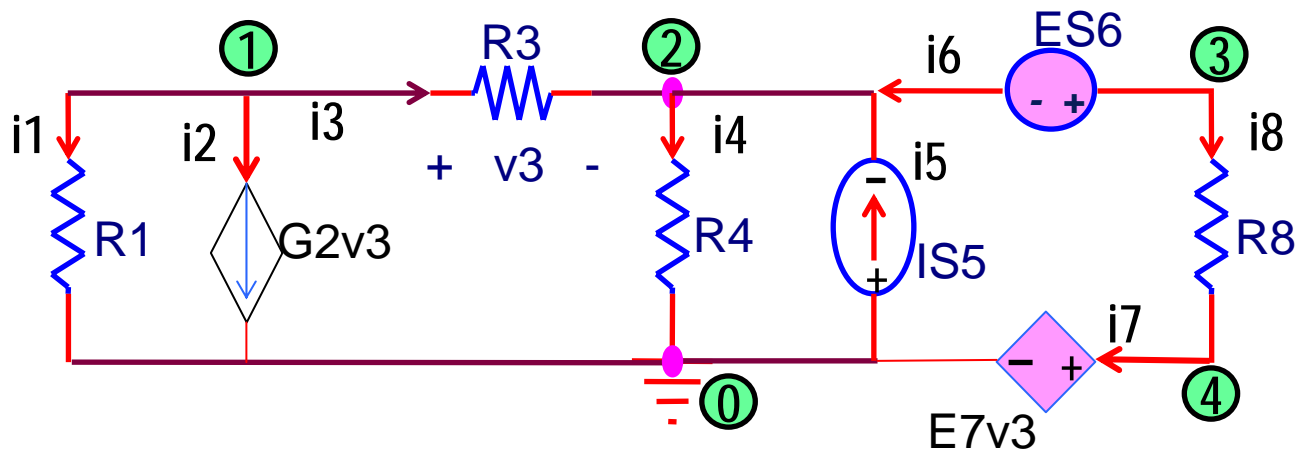 1
R3
2
ES6
3
i1
i2
i3
i4
i5
i6
- +
i8
+ v3 -
R1
G2v3
R4
-
+
IS5
R8
i7
- +
0
E7v3
4